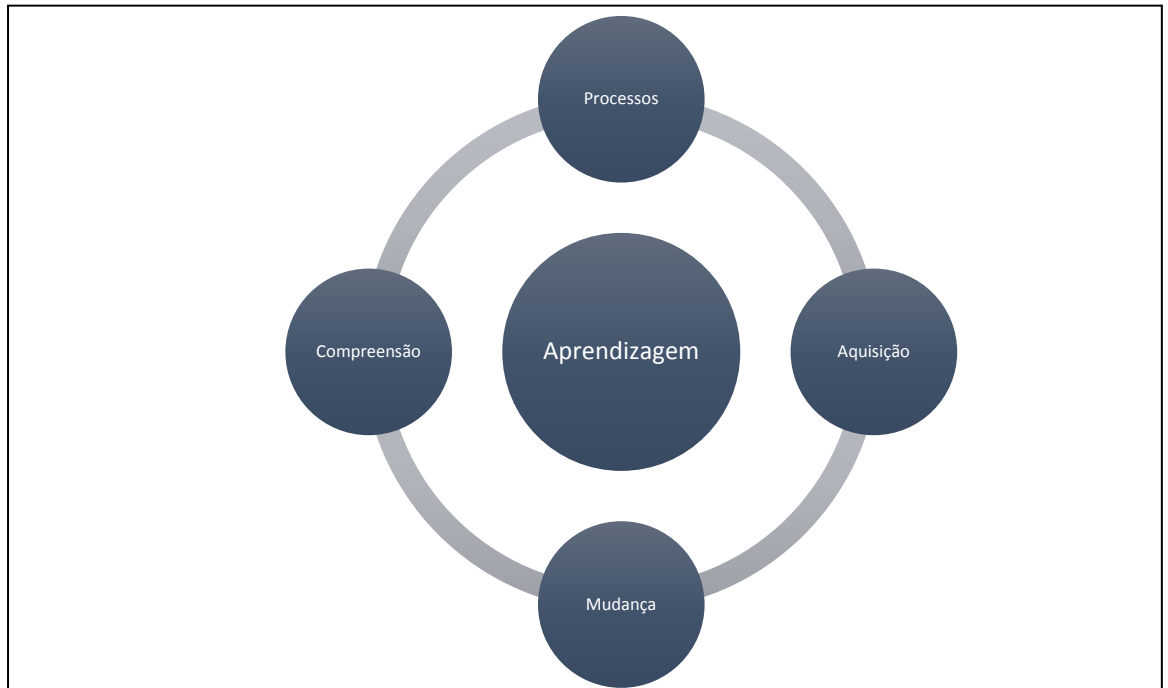 Processos
Compreensão
Aprendizagem
Aquisição
Mudança